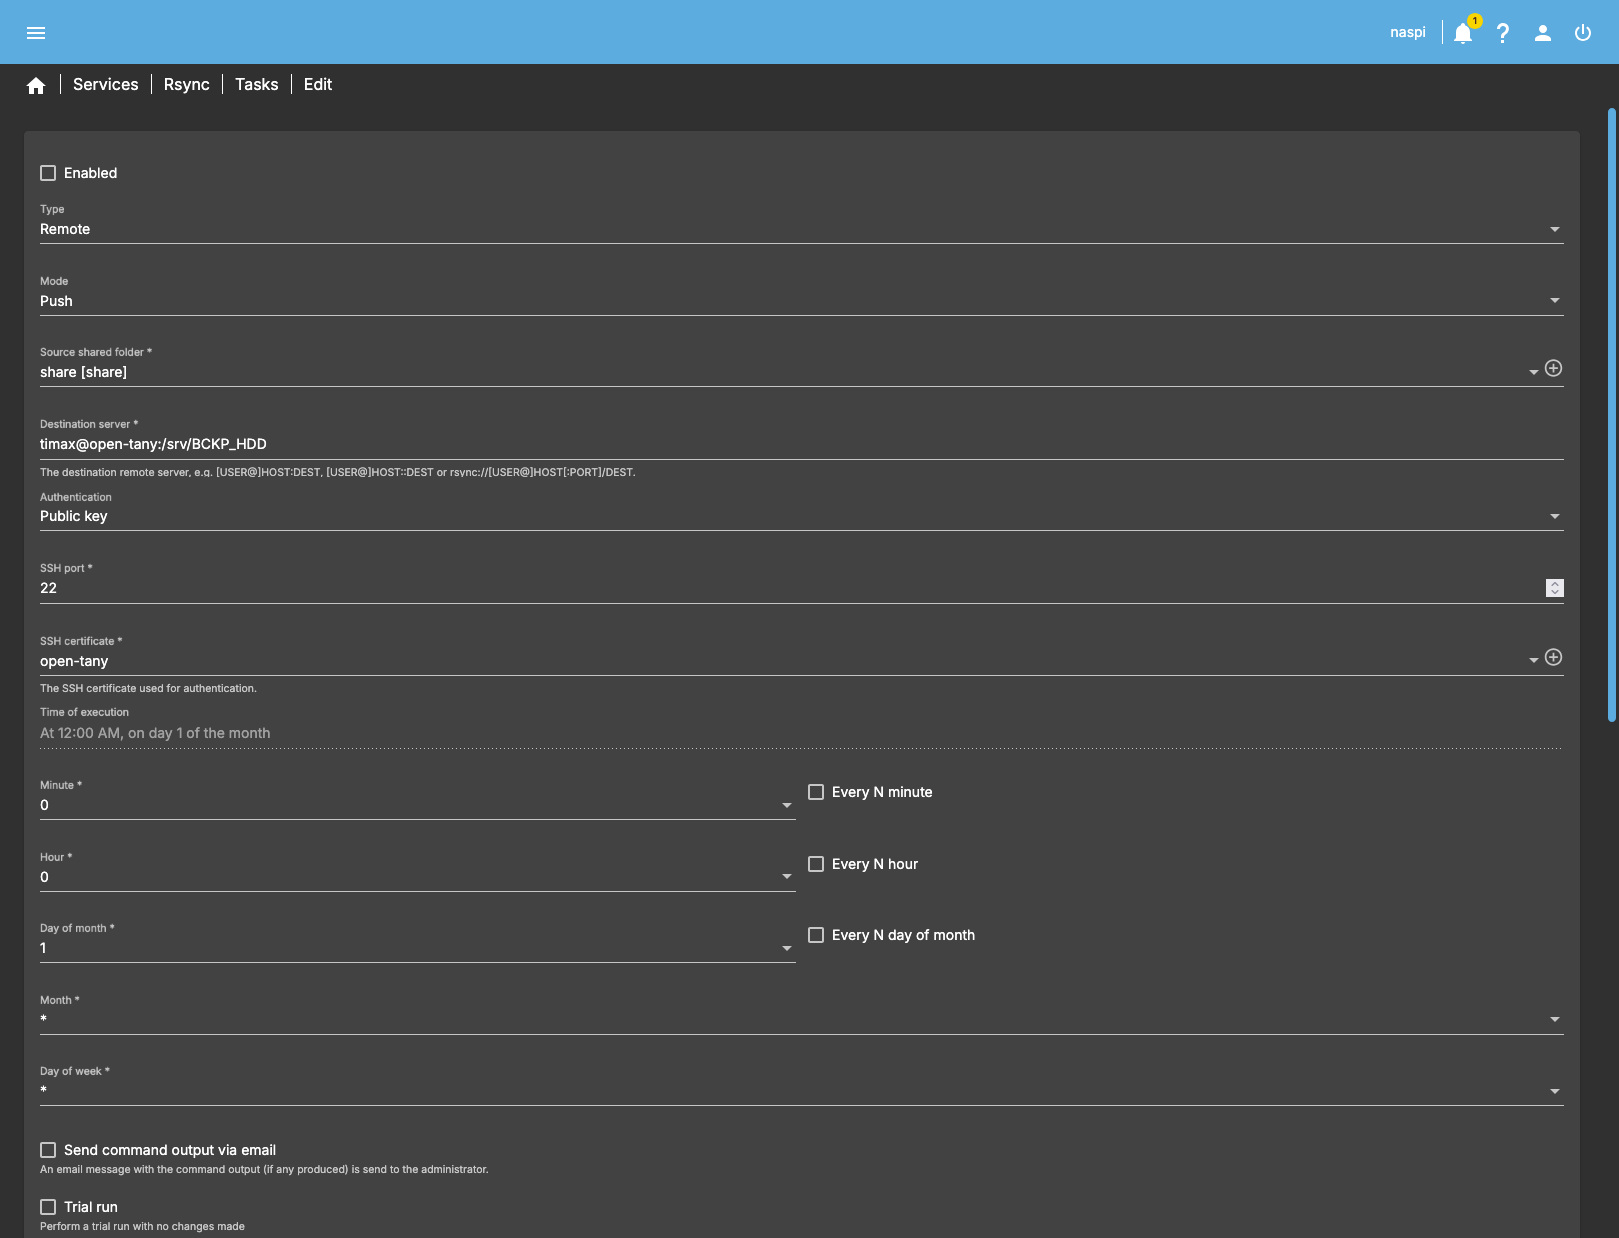 naspi
1
Services
Rsync
Tasks
Edit
Enabled
Type
Remote
Mode
Push
Source shared folder *
share [share]
Destination server *
timax@open-tany:/srv/BCKP_HDD
The destination remote server, e.g. [USER@]HOST:DEST, [USER@]HOST::DEST or rsync://[USER@]HOST[:PORT]/DEST.
Authentication
Public key
SSH port *
22
SSH certificate *
open-tany
The SSH certificate used for authentication.
Time of execution
At 12:00 AM, on day 1 of the month
Minute *
0
Every N minute
Hour *
0
Every N hour
Day of month *
1
Every N day of month
Month *
*
Day of week *
*
Send command output via email
An email message with the command output (if any produced) is send to the administrator.
Trial run
Perform a trial run with no changes made